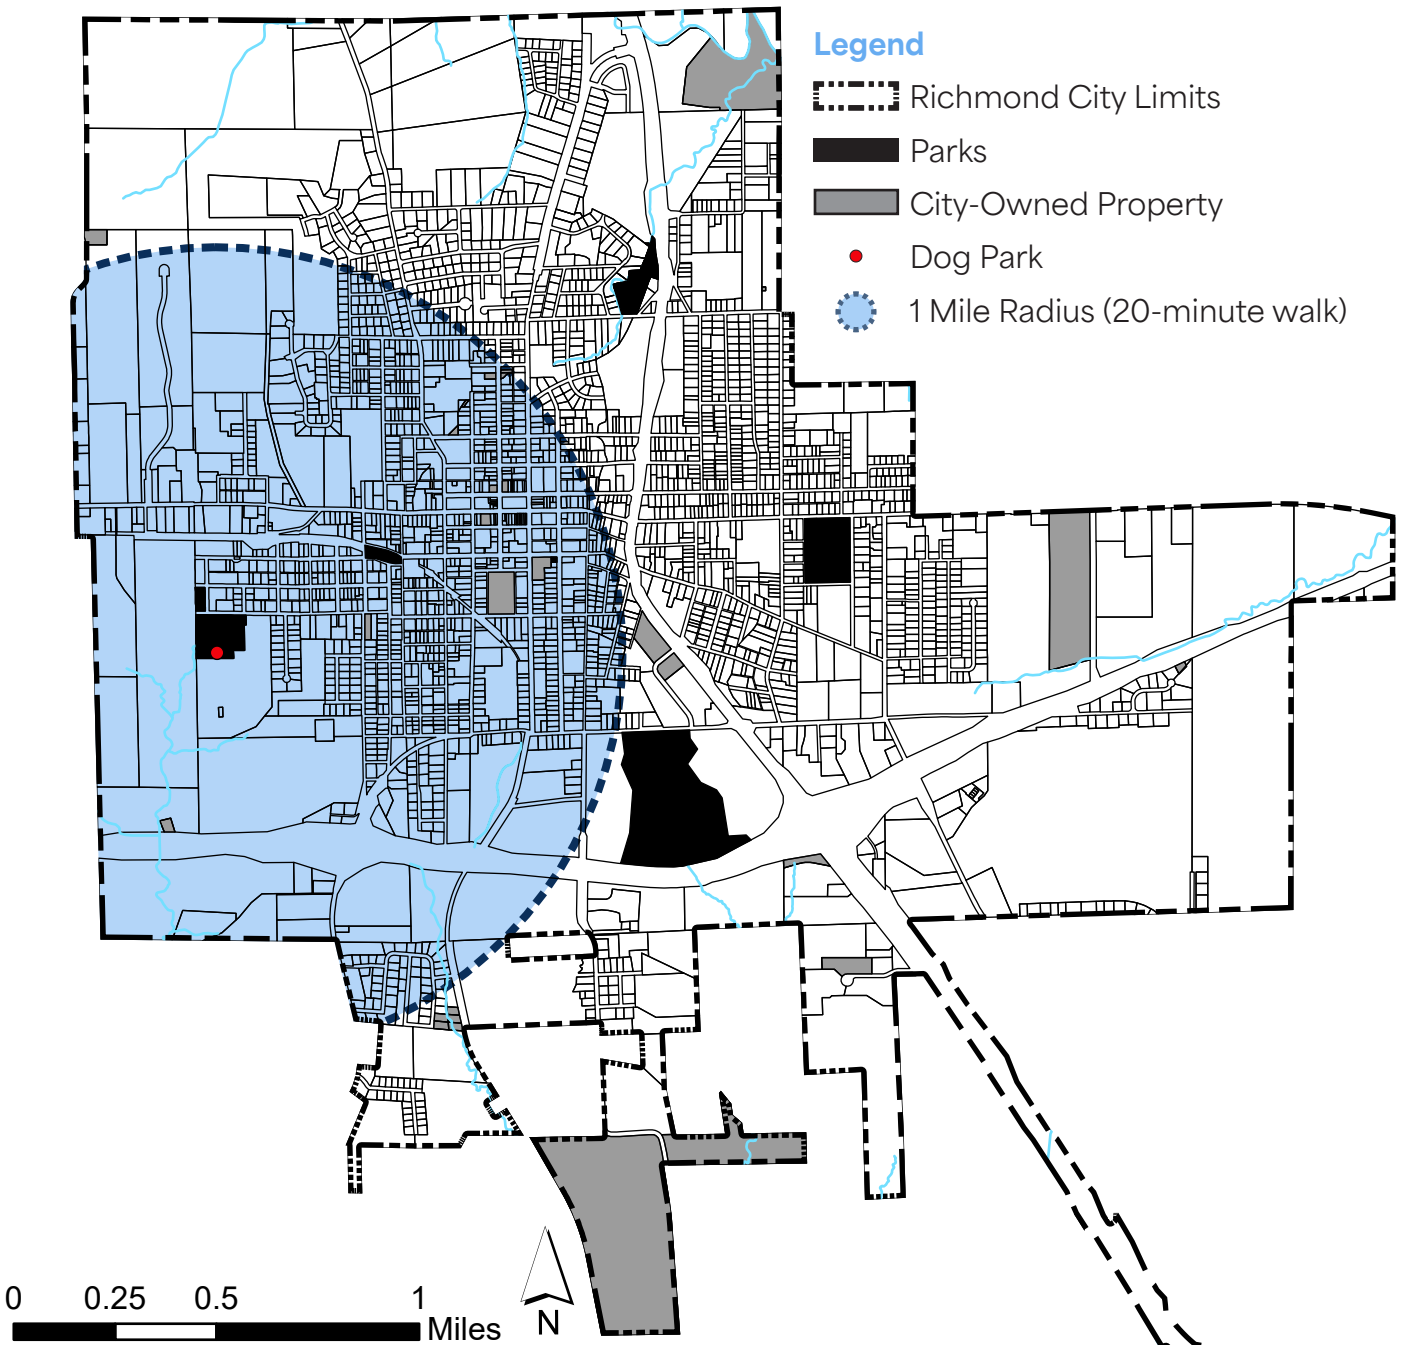 Legend
Richmond City Limits
Parks
City-Owned Property
Dog Park
1 Mile Radius (20-minute walk)
0 0.25 0.5 1
Miles
N